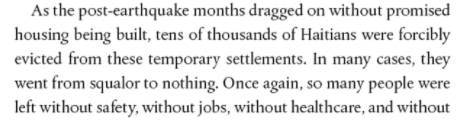 As the post-earthquake months dragged on without promised
housing being built, tens of thousands of Haitians were forcibly
evicted from these temporary settlements. In many cases, they
went from squalor to nothing. Once again, so many people were
left without safety, without jobs, without healthcare, and without